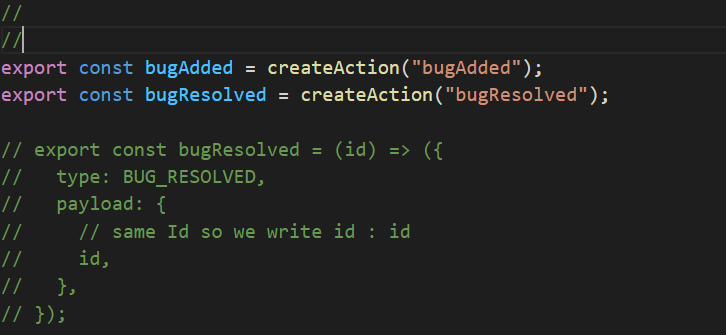 //
//
export const bugAdded = createAction("bugAdded");
export const bugResolved = createAction("bugResolved");
// export const bugResolved = (id) => ({
//   type: BUG_RESOLVED,
//   payload: {
//     // same Id so we write id : id
//     id,
//   },
// });